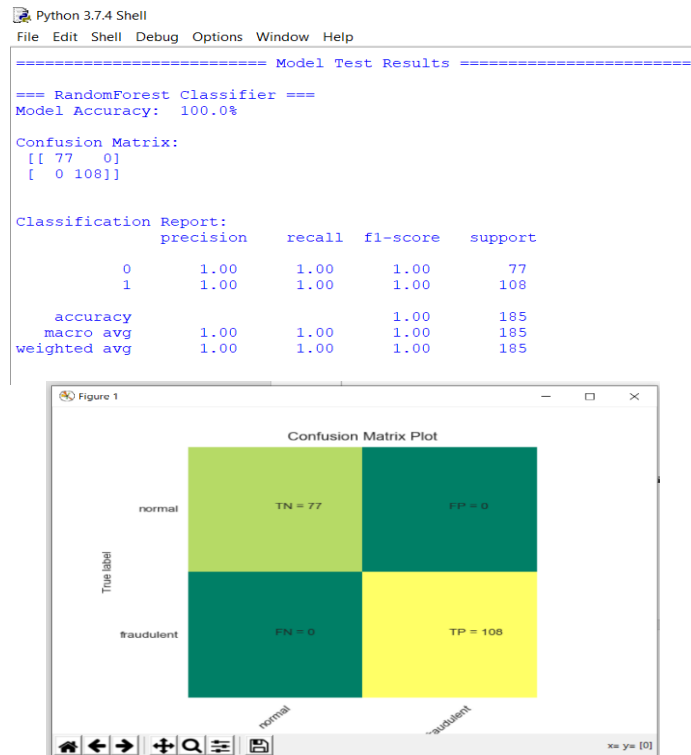 Python 3.7.4 Shell
File Edit Shell Debug Options Window Help
========================== Model Test Results ========================
=== RandomForest Classifier ===
Model Accuracy: 100.0%
Confusion Matrix:
[[ 77 0]
[ 0 108]]
Classification Report:
precision recall f1-score support
0 1.00 1.00 1.00 77
1 1.00 1.00 1.00 108
accuracy 1.00 185
macro avg 1.00 1.00 1.00 185
weighted avg 1.00 1.00 1.00 185
Figure 1
Confusion Matrix Plot
normal
TN = 77
FP = 0
True label
fraudulent
FN = 0
TP = 108
normal
audulent
x= y= [0]